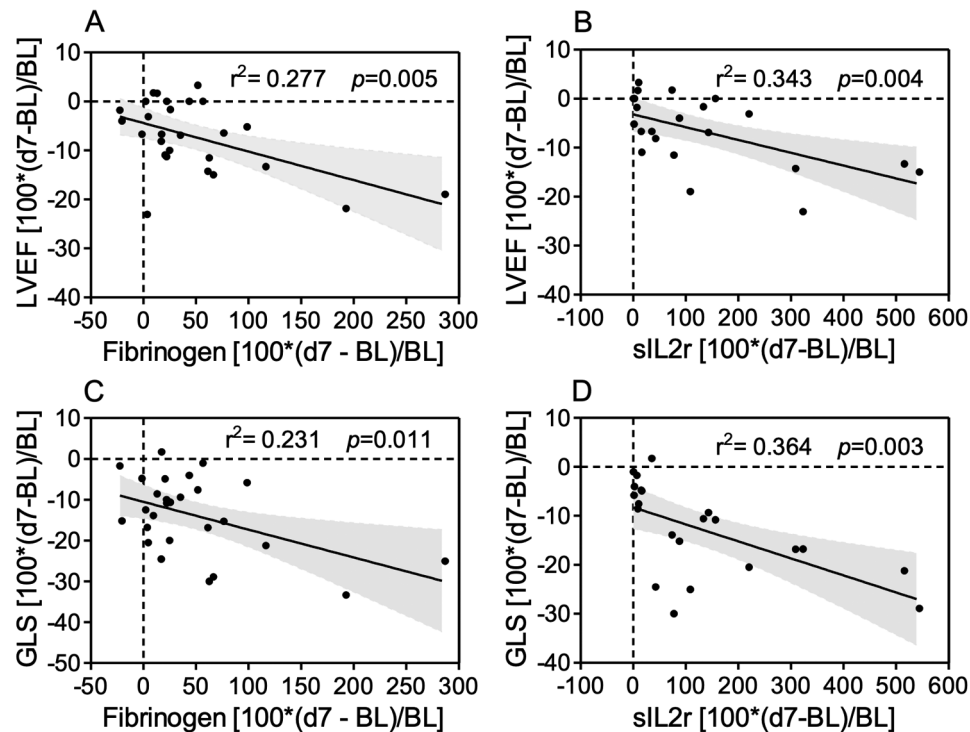 A
r² = 0.277 p=0.005
LVEF [100*(d7-BL)/BL]
10
0
-10
-20
-30
-40
-50 0 50 100 150 200 250 300
Fibrinogen [100*(d7 - BL)/BL]
B
r² = 0.343 p=0.004
LVEF [100*(d7-BL)/BL]
10
0
-10
-20
-30
-40
-100 0 100 200 300 400 500 600
sIL2r [100*(d7-BL)/BL]
C
r² = 0.231 p=0.011
GLS [100*(d7-BL)/BL]
10
0
-10
-20
-30
-40
-50
-50 0 50 100 150 200 250 300
Fibrinogen [100*(d7 - BL)/BL]
D
r² = 0.364 p=0.003
GLS [100*(d7-BL)/BL]
10
0
-10
-20
-30
-40
-100 0 100 200 300 400 500 600
sIL2r [100*(d7-BL)/BL]